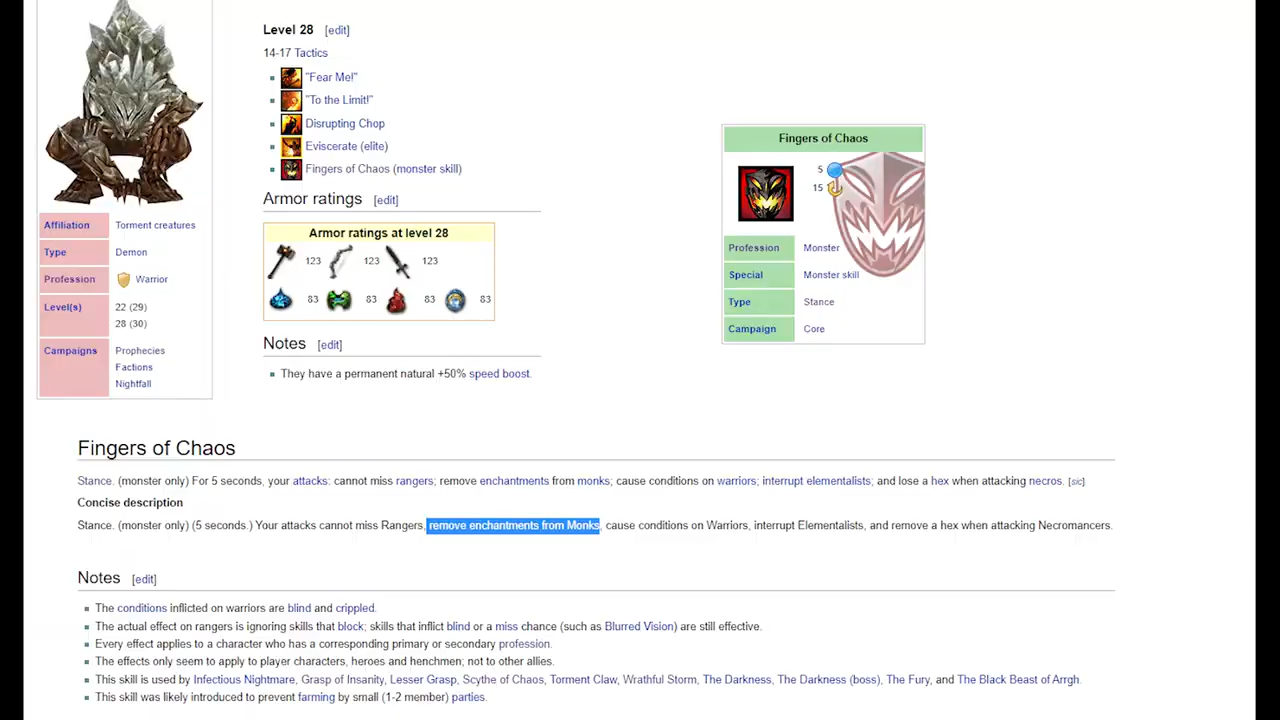 Level 28 [edit]
14-17 Tactics
"Fear Me!"
"To the Limit!"
Disrupting Chop
Eviscerate (elite)
Fingers of Chaos (monster skill)
Armor ratings [edit]
Armor ratings at level 28
123 123 123
83 83 83 83
Notes [edit]
They have a permanent natural +50% speed boost.
Affiliation Torment creatures
Type Demon
Profession Warrior
Level(s) 22 (29)
28 (30)
Campaigns Prophecies
Factions
Nightfall
Fingers of Chaos
5
15
Profession Monster
Special Monster skill
Type Stance
Campaign Core
Fingers of Chaos
Stance. (monster only) For 5 seconds, your attacks: cannot miss rangers; remove enchantments from monks; cause conditions on warriors; interrupt elementalists; and lose a hex when attacking necros. [sic]
Concise description
Stance. (monster only) (5 seconds.) Your attacks cannot miss Rangers, remove enchantments from Monks, cause conditions on Warriors, interrupt Elementalists, and remove a hex when attacking Necromancers.
Notes [edit]
The conditions inflicted on warriors are blind and crippled.
The actual effect on rangers is ignoring skills that block; skills that inflict blind or a miss chance (such as Blurred Vision) are still effective.
Every effect applies to a character who has a corresponding primary or secondary profession.
The effects only seem to apply to player characters, heroes and henchmen; not to other allies.
This skill is used by Infectious Nightmare, Grasp of Insanity, Lesser Grasp, Scythe of Chaos, Torment Claw, Wrathful Storm, The Darkness, The Darkness (boss), The Fury, and The Black Beast of Arrgh.
This skill was likely introduced to prevent farming by small (1-2 member) parties.